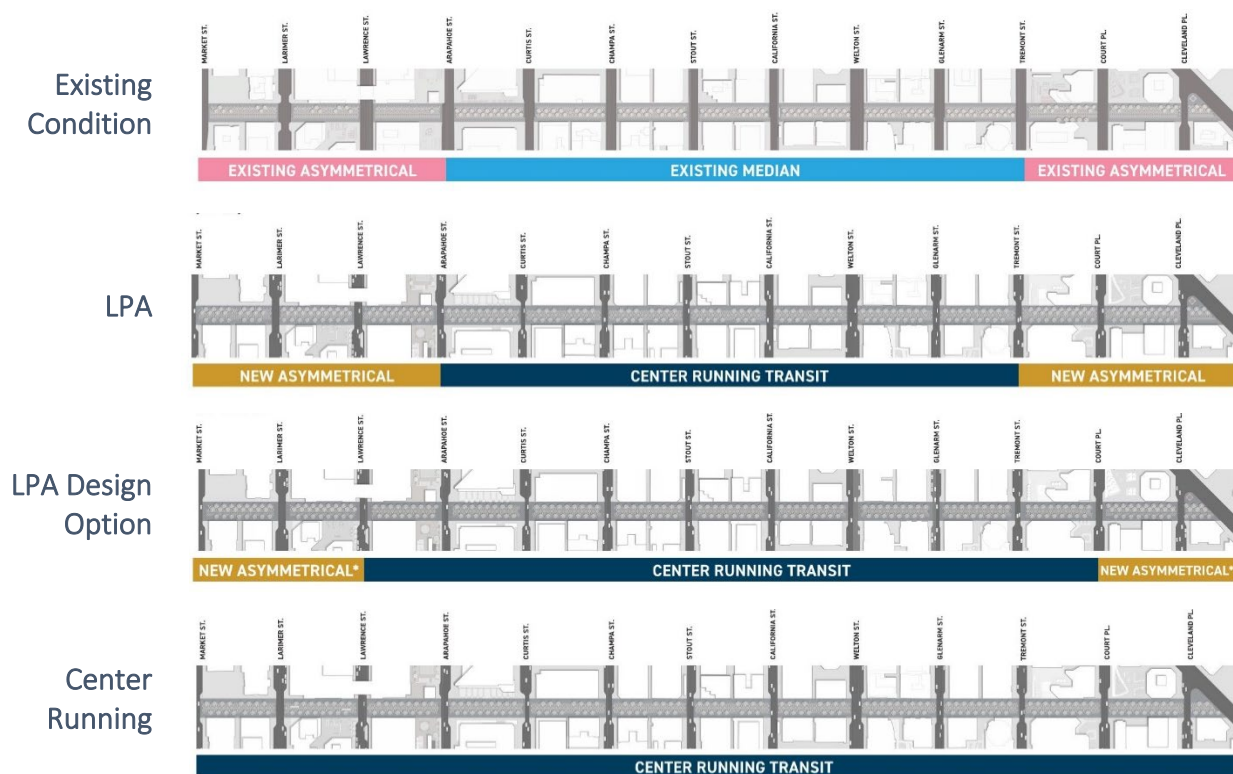 MARKET ST.
LARIMER ST.
LAWRENCE ST.
ARAPAHOE ST.
CURTIS ST.
CHAMPA ST.
STOUT ST.
CALIFORNIA ST.
WELTON ST.
GLENARM ST.
TREMONT ST.
COURT PL.
CLEVELAND PL.
Existing
Condition
EXISTING ASYMMETRICAL
EXISTING MEDIAN
EXISTING ASYMMETRICAL
MARKET ST.
LARIMER ST.
LAWRENCE ST.
ARAPAHOE ST.
CURTIS ST.
CHAMPA ST.
STOUT ST.
CALIFORNIA ST.
WELTON ST.
GLENARM ST.
TREMONT ST.
COURT PL.
CLEVELAND PL.
LPA
NEW ASYMMETRICAL
CENTER RUNNING TRANSIT
NEW ASYMMETRICAL
MARKET ST.
LARIMER ST.
LAWRENCE ST.
ARAPAHOE ST.
CURTIS ST.
CHAMPA ST.
STOUT ST.
CALIFORNIA ST.
WELTON ST.
GLENARM ST.
TREMONT ST.
COURT PL.
CLEVELAND PL.
LPA Design
Option
NEW ASYMMETRICAL*
CENTER RUNNING TRANSIT
NEW ASYMMETRICAL*
MARKET ST.
LARIMER ST.
LAWRENCE ST.
ARAPAHOE ST.
CURTIS ST.
CHAMPA ST.
STOUT ST.
CALIFORNIA ST.
WELTON ST.
GLENARM ST.
TREMONT ST.
COURT PL.
CLEVELAND PL.
Center
Running
CENTER RUNNING TRANSIT